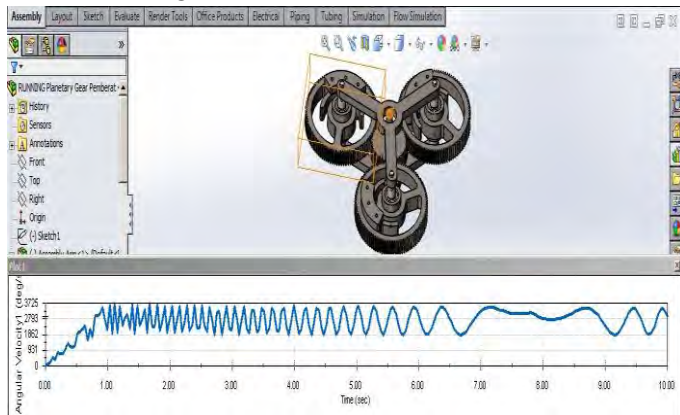 Assembly Layout Sketch Evaluate Render Tools Office Products Electrical Piping Tubing Simulation Flow Simulation
RUNNING Planetary Gear Penberat
History
Sensors
Annotations
Front
Top
Right
Origin
(-) Sketch1
Plot1
Angular Velocity1 (deg/
3725
2793
1862
931
0
0.00 1.00 2.00 3.00 4.00 5.00 6.00 7.00 8.00 9.00 10.00
Time (sec)